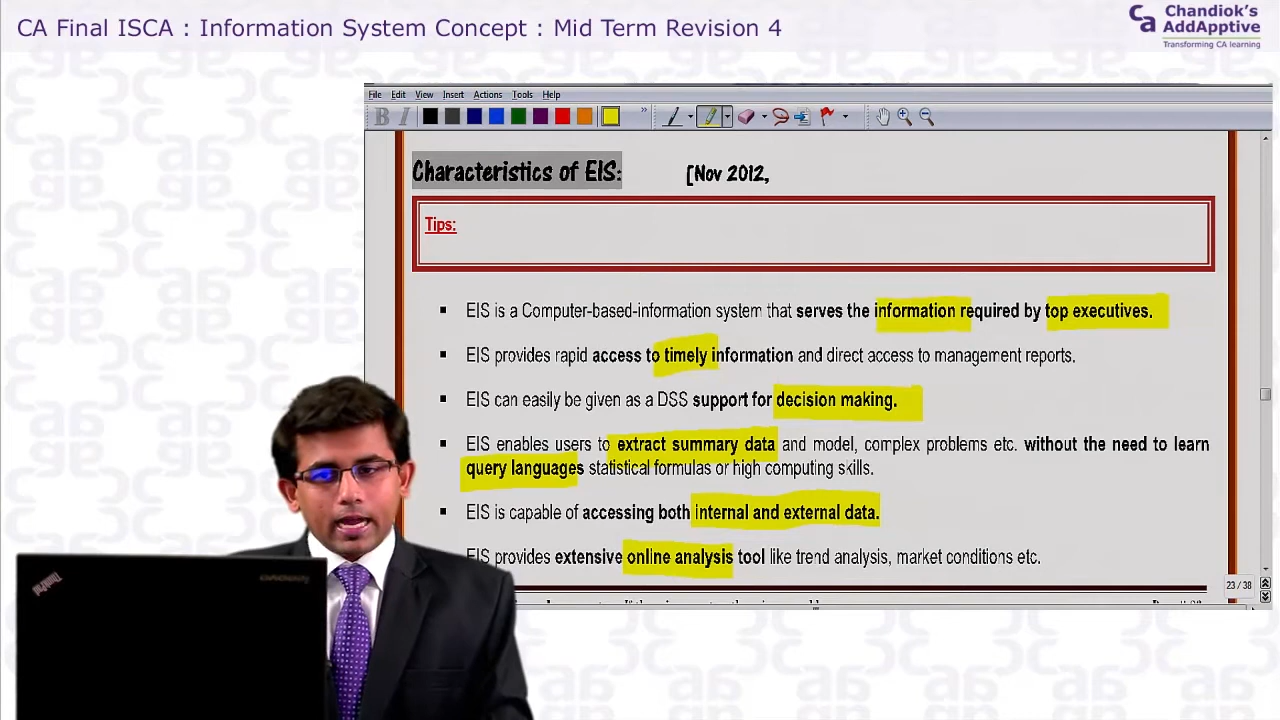 CA Final ISCA : Information System Concept : Mid Term Revision 4
Ca Chandiok's
AddApptive
Transforming CA learning
File Edit View Insert Actions Tools Help
B I
Characteristics of EIS: [Nov 2012,
Tips:
▪ EIS is a Computer-based-information system that serves the information required by top executives.
▪ EIS provides rapid access to timely information and direct access to management reports.
▪ EIS can easily be given as a DSS support for decision making.
▪ EIS enables users to extract summary data and model, complex problems etc. without the need to learn
query languages statistical formulas or high computing skills.
▪ EIS is capable of accessing both internal and external data.
EIS provides extensive online analysis tool like trend analysis, market conditions etc.
23 / 38
ThinkPad
lenovo